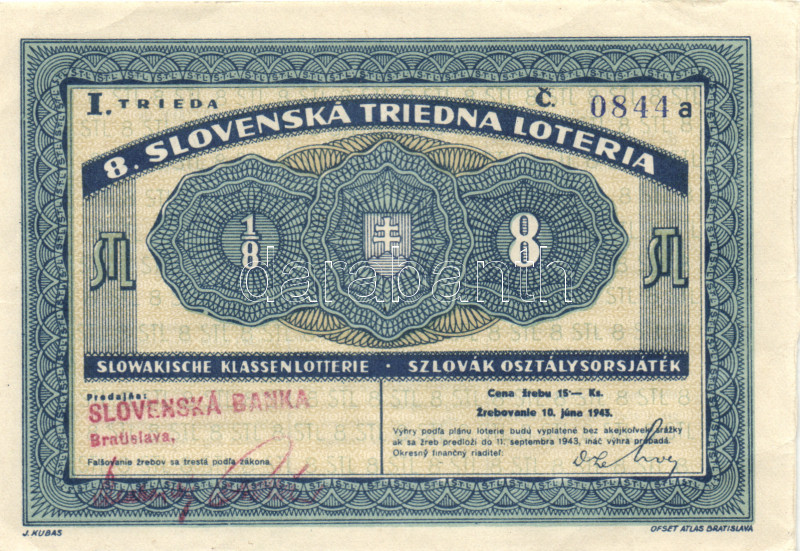 I. TRIEDA
Č. 0844 a
8. SLOVENSKÁ TRIEDNA LOTERIA
1/8
8
STL
STL
darabanth
SLOWAKISCHE KLASSENLOTTERIE · SZLOVÁK OSZTÁLYSORSJÁTÉK
Predajňa:
SLOVENSKÁ BANKA
Bratislava,
Falšovanie žrebov sa trestá podľa zákona.
Cena žrebu 15·— Ks.
Žrebovanie 10. júna 1943.
Výhry podľa plánu lotérie budú vyplatené bez akejkoľvek srážky
ak sa žreb predloží do 11. septembra 1943, ináč výhra prepadá.
Okresný finančný riaditeľ:
J. KUBAS
OFSET ATLAS BRATISLAVA